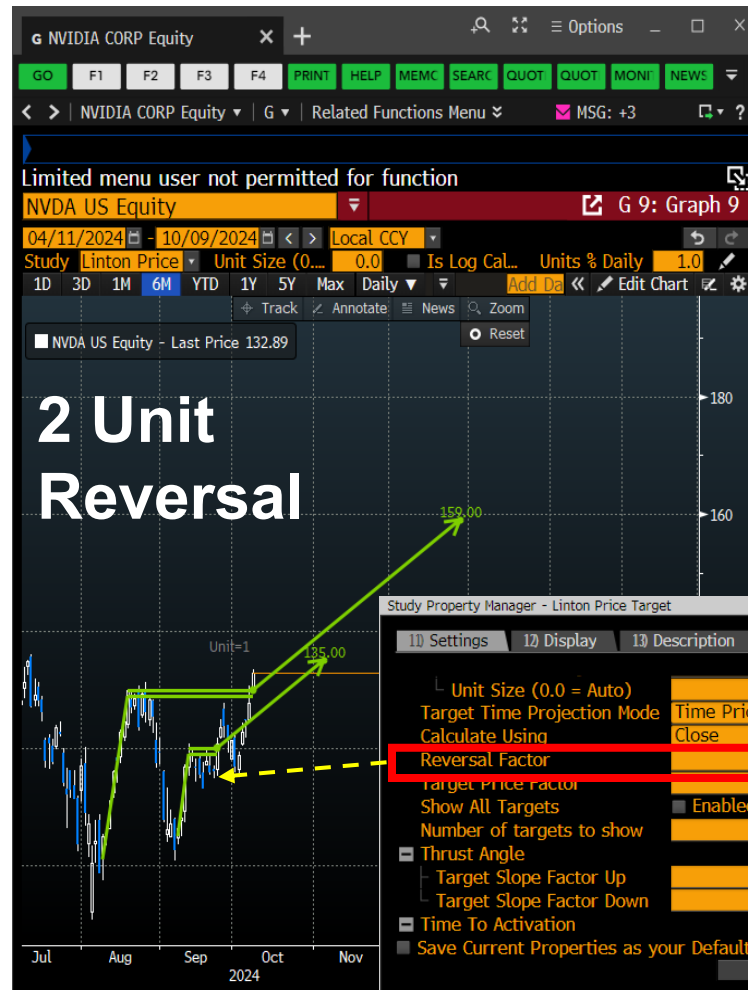 G NVIDIA CORP Equity × + Options _ ×
GO F1 F2 F3 F4 PRINT HELP MEMC SEARC QUOT QUOT MONIT NEWS
< > NVIDIA CORP Equity G Related Functions Menu MSG: +3 ?
Limited menu user not permitted for function
NVDA US Equity G 9: Graph 9
04/11/2024 - 10/09/2024 < > Local CCY
Study Linton Price Unit Size (0.... 0.0 Is Log Cal... Units % Daily 1.0
1D 3D 1M 6M YTD 1Y 5Y Max Daily ▼ Add Da « Edit Chart
Track Annotate News Zoom
Reset
NVDA US Equity - Last Price 132.89
180
2 Unit
Reversal
159.00
160
Unit=1
135.00
Study Property Manager - Linton Price Target
11) Settings 12) Display 13) Description
Unit Size (0.0 = Auto)
Target Time Projection Mode Time Pric
Calculate Using Close
Reversal Factor
Target Price Factor
Show All Targets Enabled
Number of targets to show
Thrust Angle
Target Slope Factor Up
Target Slope Factor Down
Time To Activation
Save Current Properties as your Default
Jul Aug Sep Oct Nov
2024